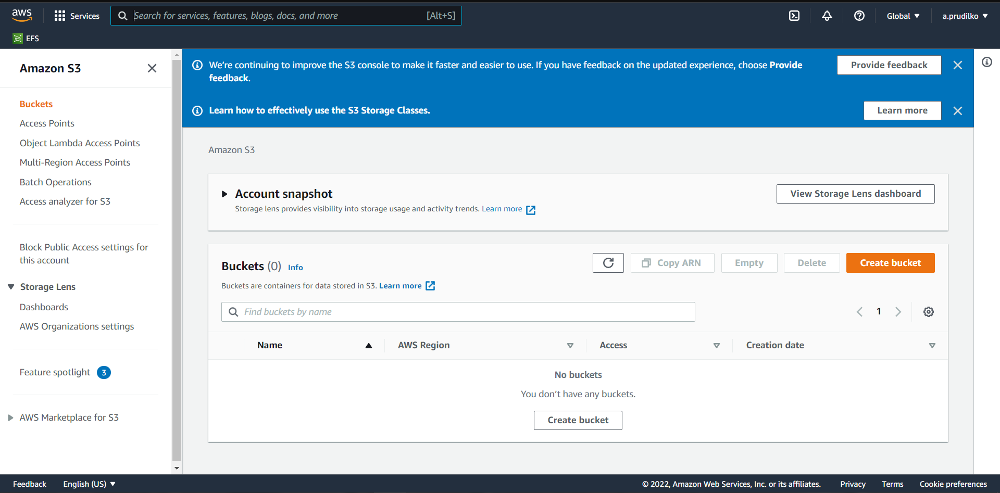 aws
Services
Search for services, features, blogs, docs, and more
[Alt+S]
Global
a.prudilko
EFS
Amazon S3
Buckets
Access Points
Object Lambda Access Points
Multi-Region Access Points
Batch Operations
Access analyzer for S3
Block Public Access settings for
this account
Storage Lens
Dashboards
AWS Organizations settings
Feature spotlight 3
AWS Marketplace for S3
We’re continuing to improve the S3 console to make it faster and easier to use. If you have feedback on the updated experience, choose Provide
feedback.
Provide feedback
Learn how to effectively use the S3 Storage Classes.
Learn more
Amazon S3
Account snapshot
Storage lens provides visibility into storage usage and activity trends. Learn more
View Storage Lens dashboard
Buckets (0) Info
Buckets are containers for data stored in S3. Learn more
Copy ARN
Empty
Delete
Create bucket
Find buckets by name
1
Name
AWS Region
Access
Creation date
No buckets
You don’t have any buckets.
Create bucket
Feedback
English (US)
© 2022, Amazon Web Services, Inc. or its affiliates.
Privacy
Terms
Cookie preferences